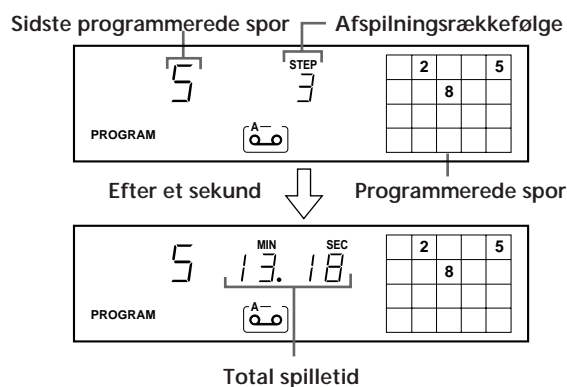 Sidste programmerede spor Afspilningsrækkefølge
STEP
5 3
2 5
8
PROGRAM
A
Efter et sekund Programmerede spor
MIN SEC
5 13. 18
2 5
8
PROGRAM
A
Total spilletid